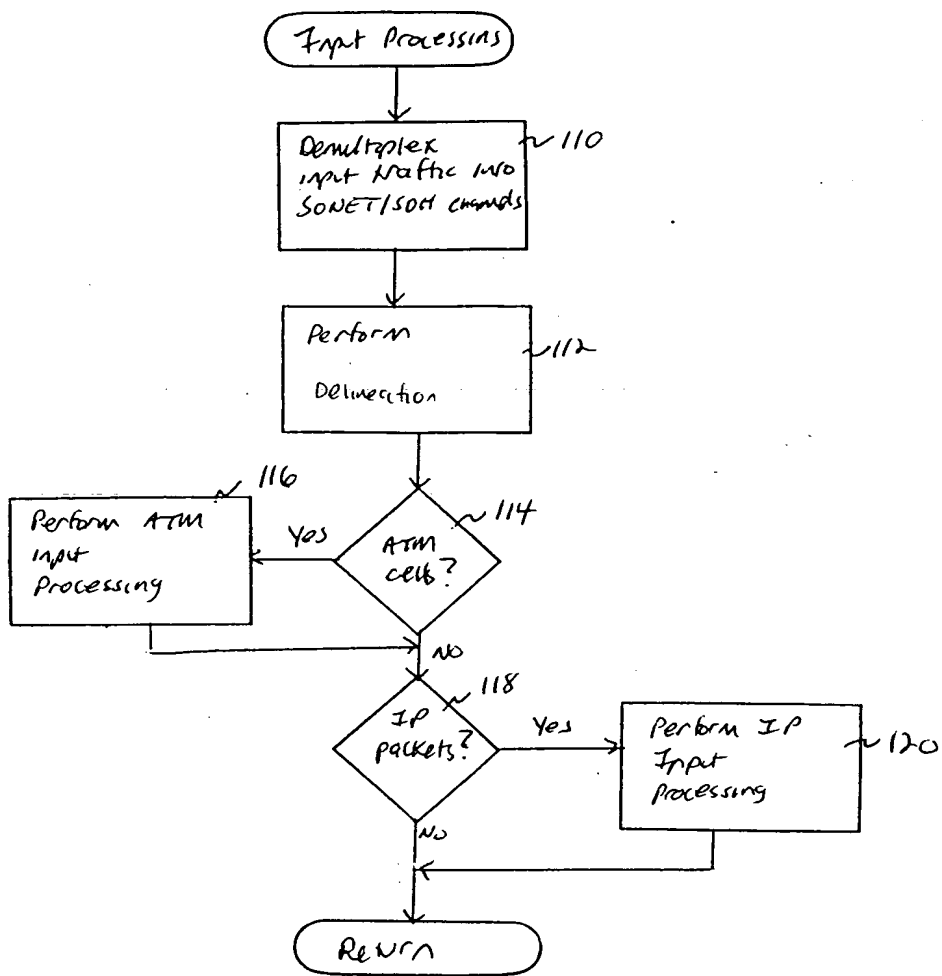 Input Processing
110
Demultiplex
input traffic into
SONET/SDH channels
Perform
112
Delineation
116
Perform ATM
input
Processing
Yes
114
ATM
cells?
NO
118
IP
packets?
Yes
Perform IP
Input
Processing
120
NO
Return